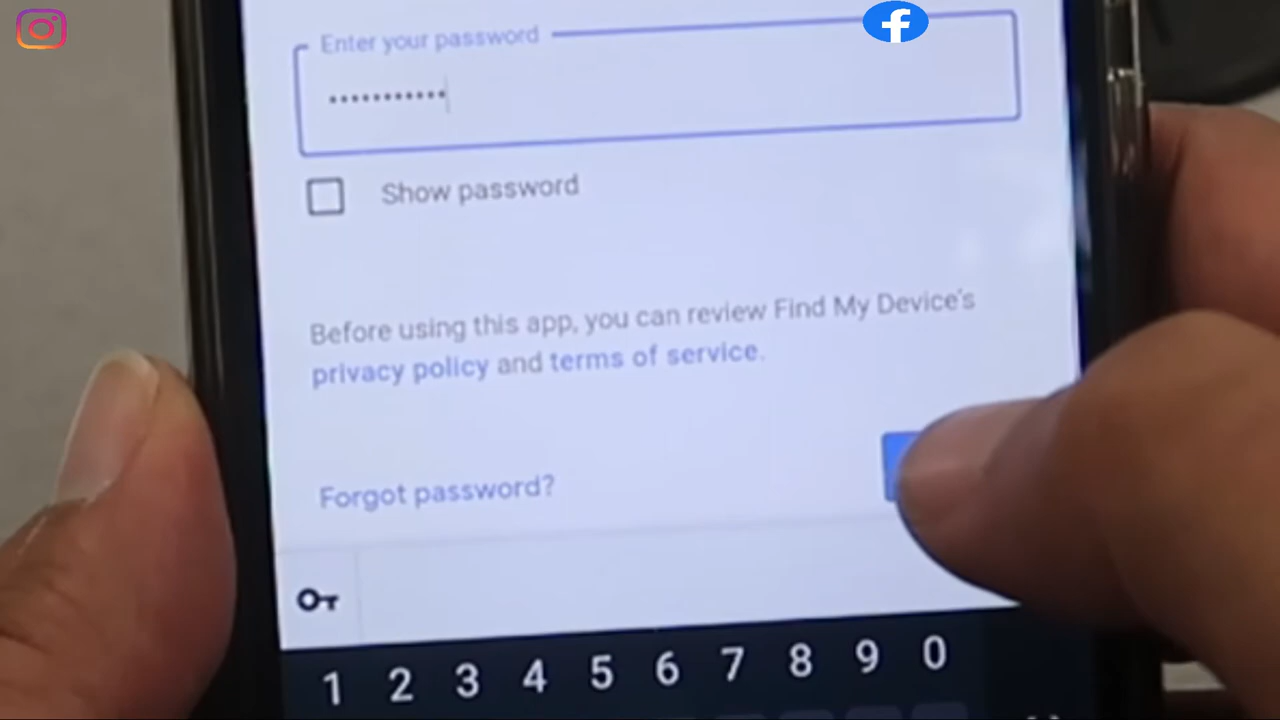 Enter your password
•••••••••••
Show password
Before using this app, you can review Find My Device's
privacy policy and terms of service.
Forgot password?
1 2 3 4 5 6 7 8 9 0